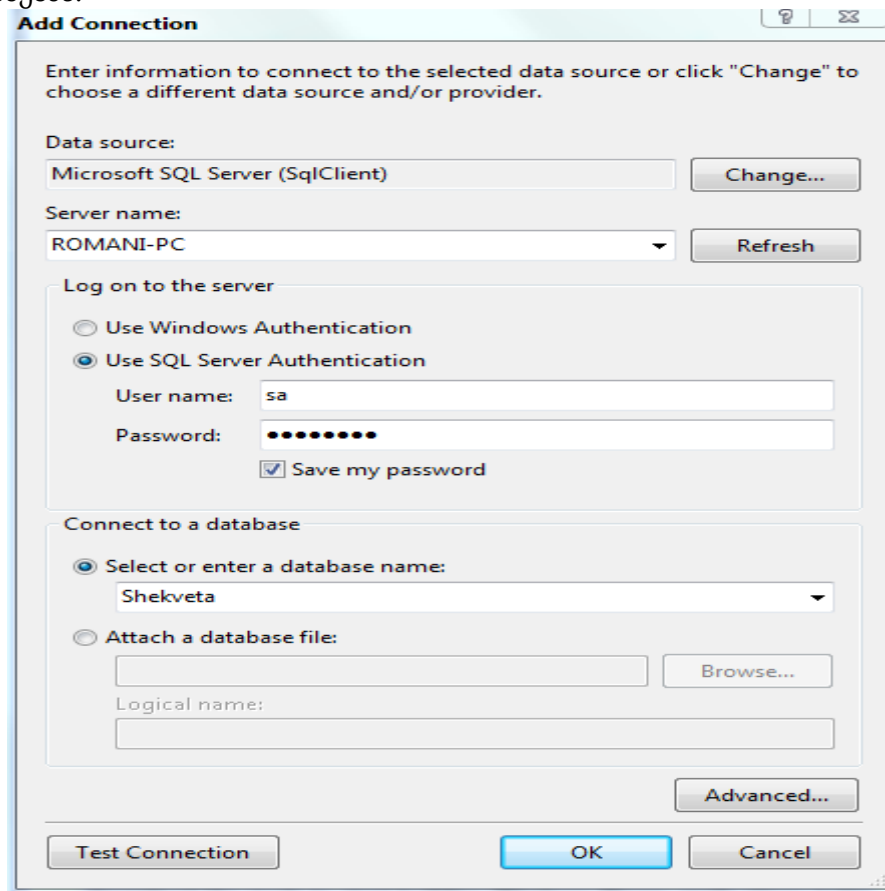 Add Connection
Enter information to connect to the selected data source or click "Change" to
choose a different data source and/or provider.
Data source:
Microsoft SQL Server (SqlClient)
Change...
Server name:
ROMANI-PC
Refresh
Log on to the server
Use Windows Authentication
Use SQL Server Authentication
User name:
sa
Password:
●●●●●●●●
Save my password
Connect to a database
Select or enter a database name:
Shekveta
Attach a database file:
Browse...
Logical name:
Advanced...
Test Connection
OK
Cancel